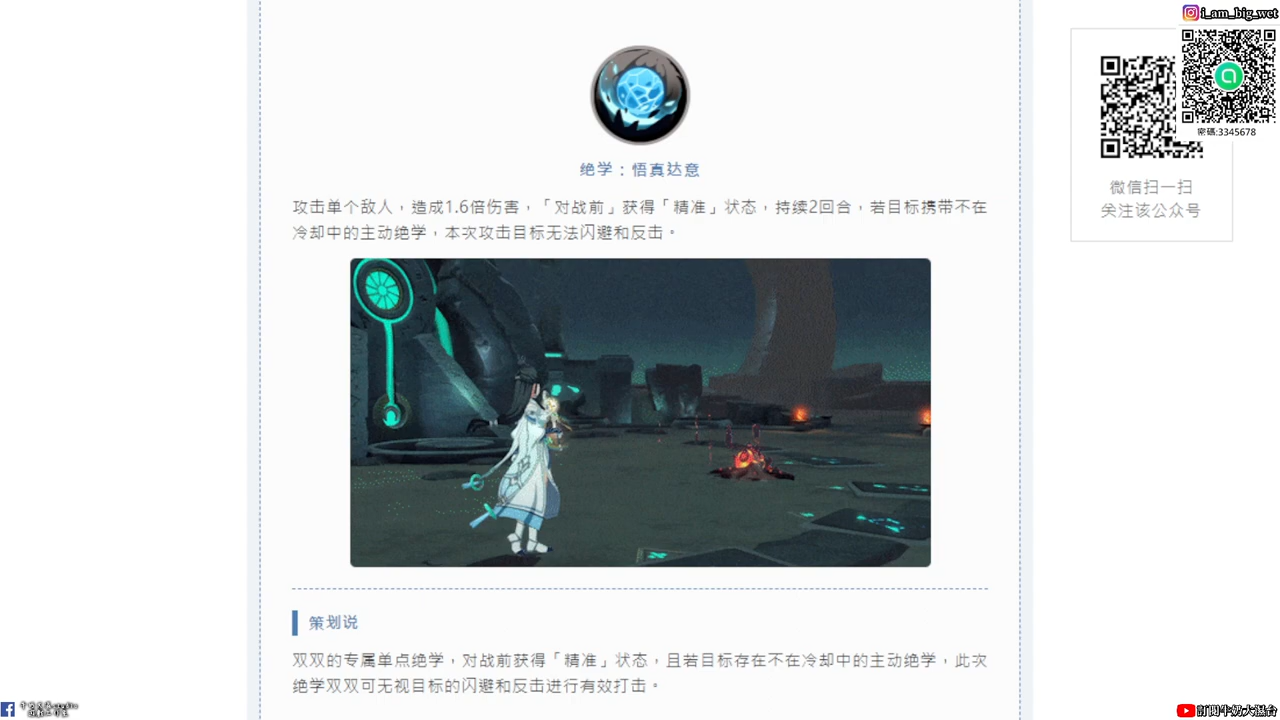 i_am_big_wet
密碼:3345678
微信扫一扫
关注该公众号
绝学：悟真达意
攻击单个敌人，造成1.6倍伤害，「对战前」获得「精准」状态，持续2回合，若目标携带不在
冷却中的主动绝学，本次攻击目标无法闪避和反击。
策划说
双双的专属单点绝学，对战前获得「精准」状态，且若目标存在不在冷却中的主动绝学，此次
绝学双双可无视目标的闪避和反击进行有效打击。
訂閱牛奶大混台